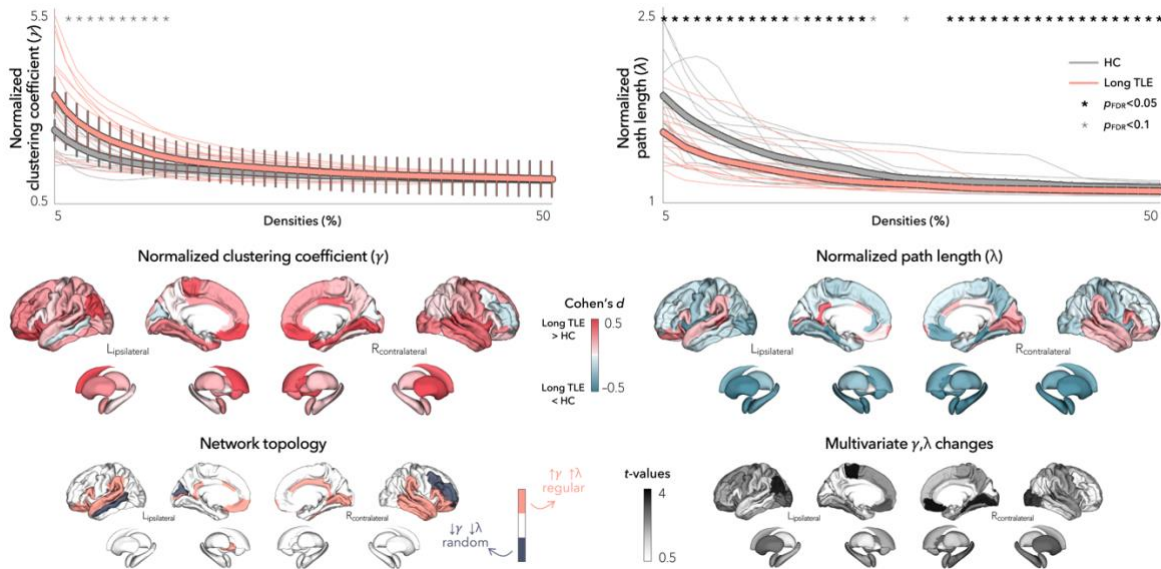 Normalized
clustering coefficient (γ)
5.5
0.5
* * * * * * * * * *
5
Densities (%)
50
Normalized
path length (λ)
2.5
1
5
Densities (%)
50
HC
Long TLE
* pFDR<0.05
* pFDR<0.1
Normalized clustering coefficient (γ)
Lipsilateral
Rcontralateral
Cohen's d
Long TLE
> HC
0.5
Long TLE
< HC
–0.5
Normalized path length (λ)
Lipsilateral
Rcontralateral
Network topology
Lipsilateral
Rcontralateral
↑γ ↑λ
regular
↓γ ↓λ
random
Multivariate γ,λ changes
t-values
4
0.5
Lipsilateral
Rcontralateral